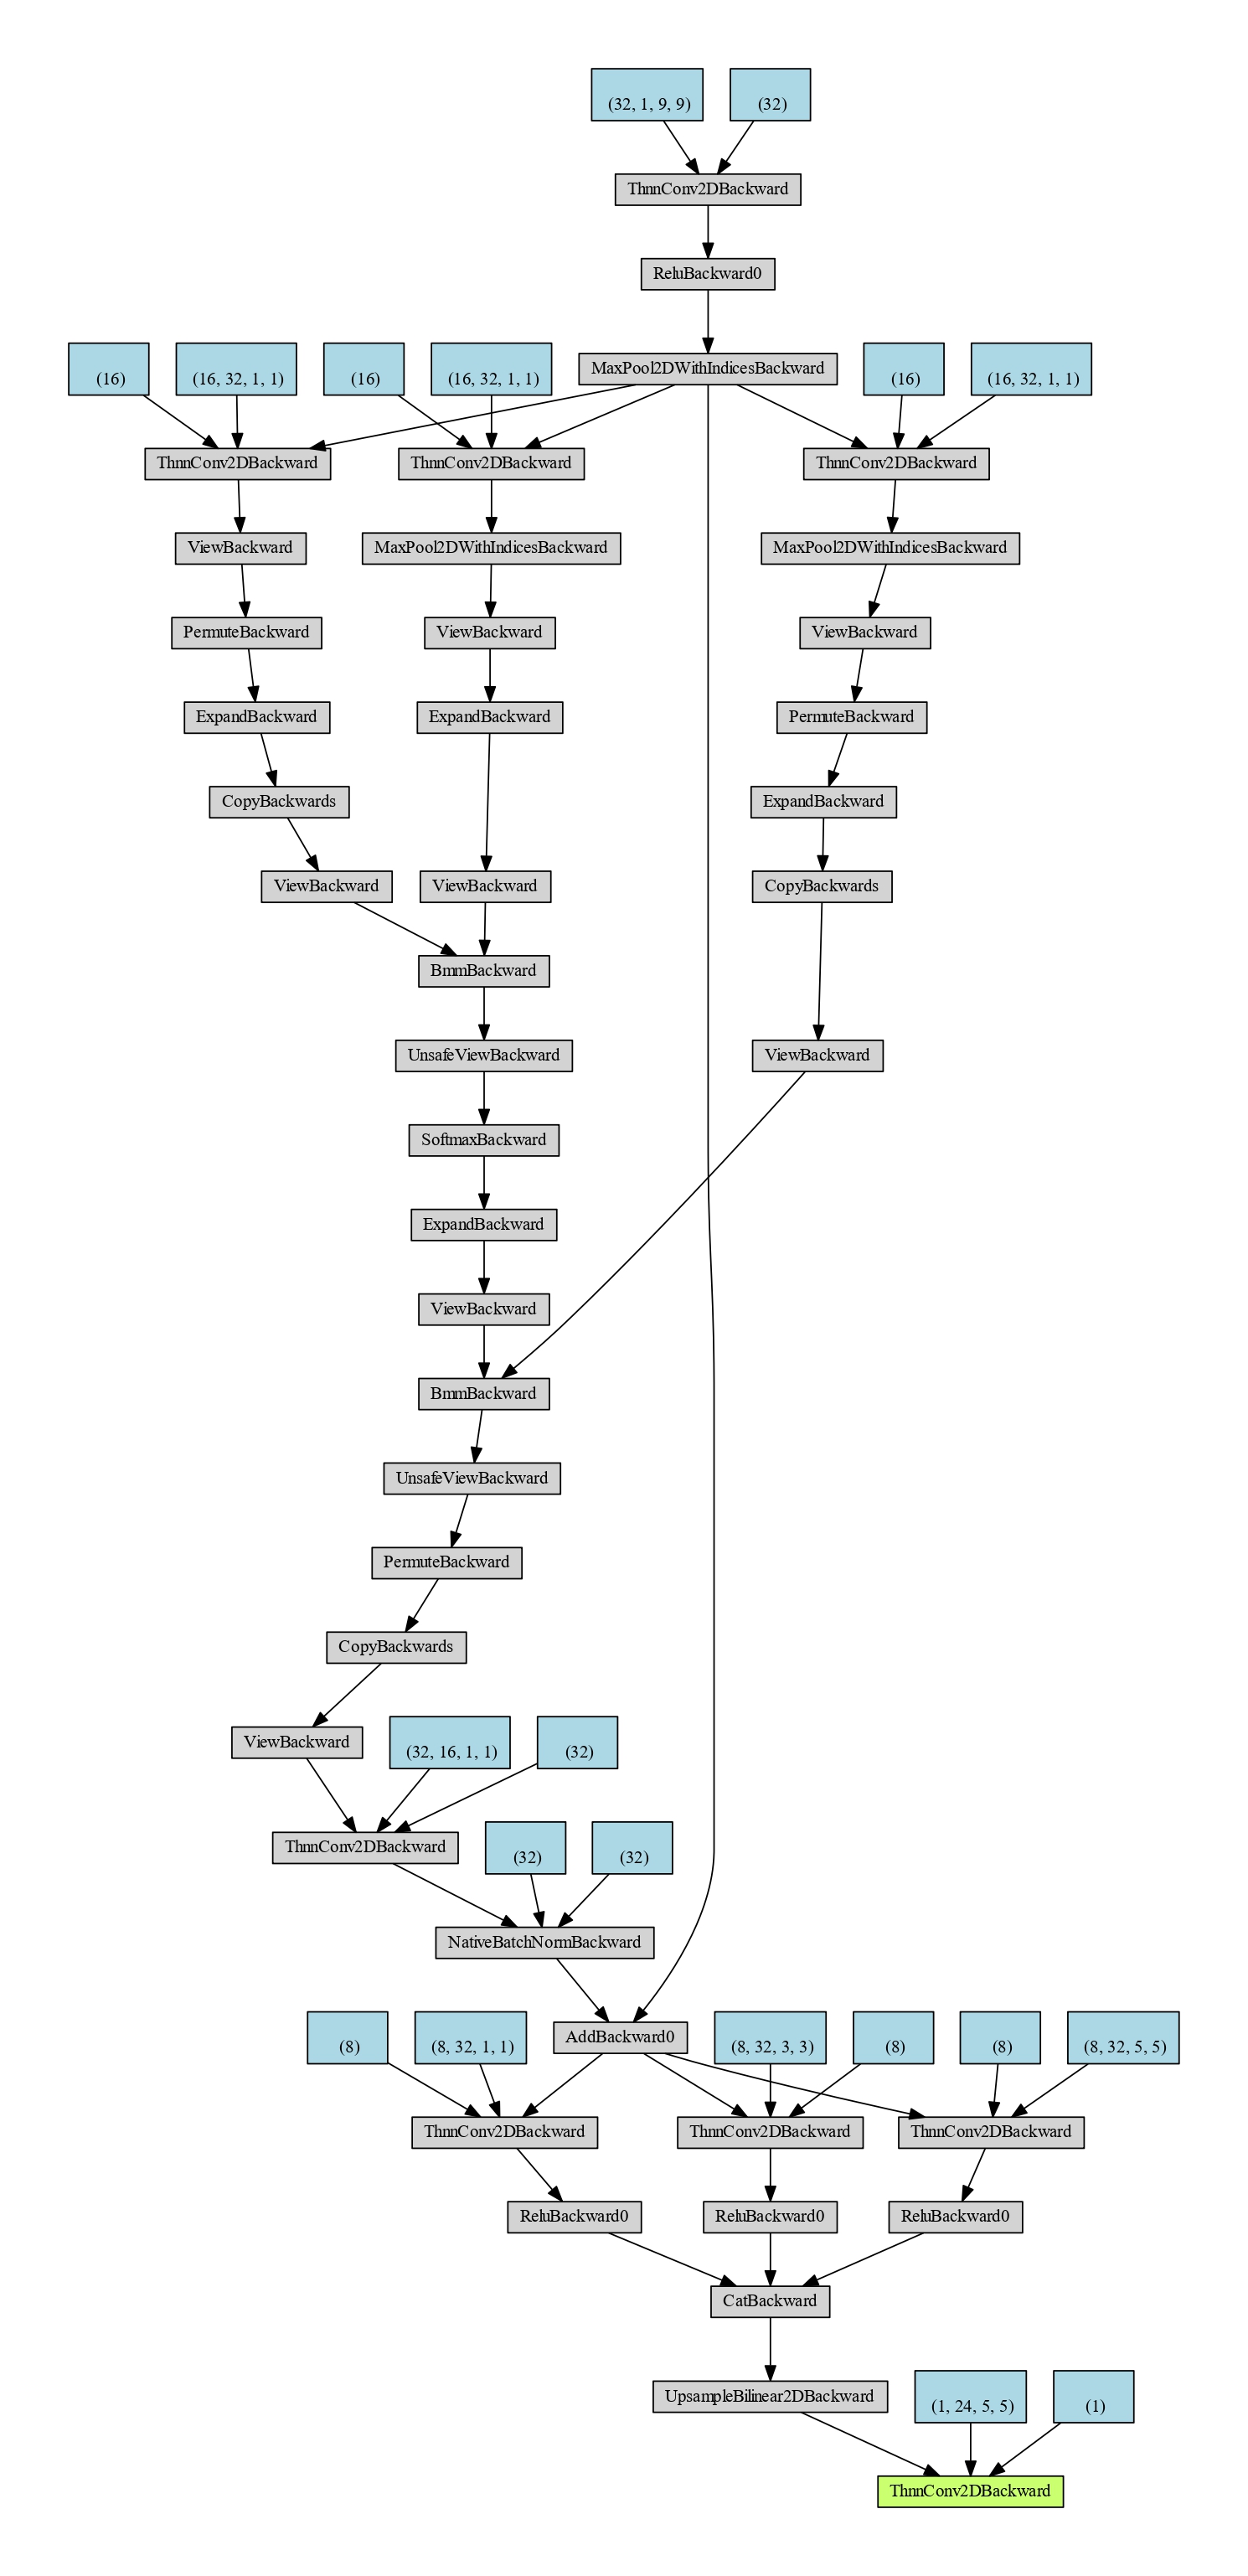 (32, 1, 9, 9)
(32)
ThnnConv2DBackward
ReluBackward0
(16)
(16, 32, 1, 1)
(16)
(16, 32, 1, 1)
MaxPool2DWithIndicesBackward
(16)
(16, 32, 1, 1)
ThnnConv2DBackward
ThnnConv2DBackward
ThnnConv2DBackward
ViewBackward
MaxPool2DWithIndicesBackward
MaxPool2DWithIndicesBackward
PermuteBackward
ViewBackward
ViewBackward
ExpandBackward
ExpandBackward
PermuteBackward
CopyBackwards
ExpandBackward
ViewBackward
ViewBackward
CopyBackwards
BmmBackward
UnsafeViewBackward
ViewBackward
SoftmaxBackward
ExpandBackward
ViewBackward
BmmBackward
UnsafeViewBackward
PermuteBackward
CopyBackwards
ViewBackward
(32, 16, 1, 1)
(32)
ThnnConv2DBackward
(32)
(32)
NativeBatchNormBackward
(8)
(8, 32, 1, 1)
AddBackward0
(8, 32, 3, 3)
(8)
(8)
(8, 32, 5, 5)
ThnnConv2DBackward
ThnnConv2DBackward
ThnnConv2DBackward
ReluBackward0
ReluBackward0
ReluBackward0
CatBackward
UpsampleBilinear2DBackward
(1, 24, 5, 5)
(1)
ThnnConv2DBackward